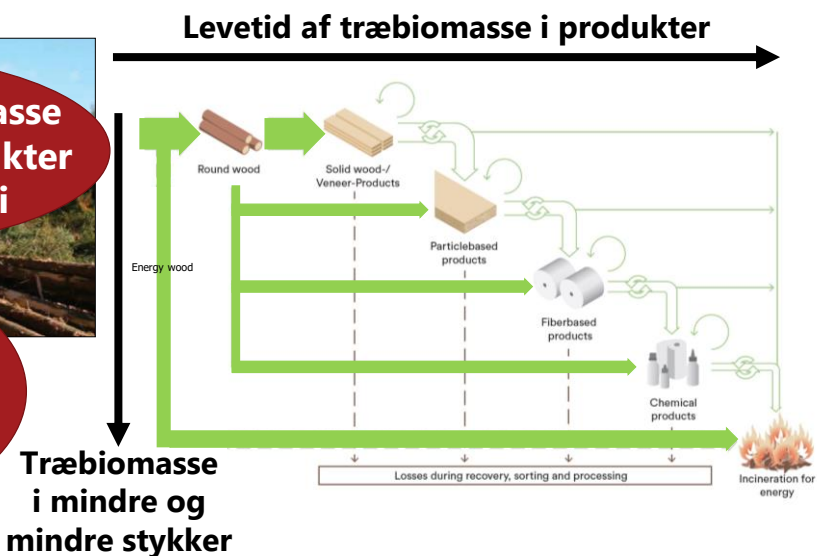 Levetid af træbiomasse i produkter
asse
kter
i
Round wood
Solid wood-/
Veneer-Products
Particlebased
products
Energy wood
Fiberbased
products
Chemical
products
Incineration for
energy
Losses during recovery, sorting and processing
Træbiomasse
i mindre og
mindre stykker